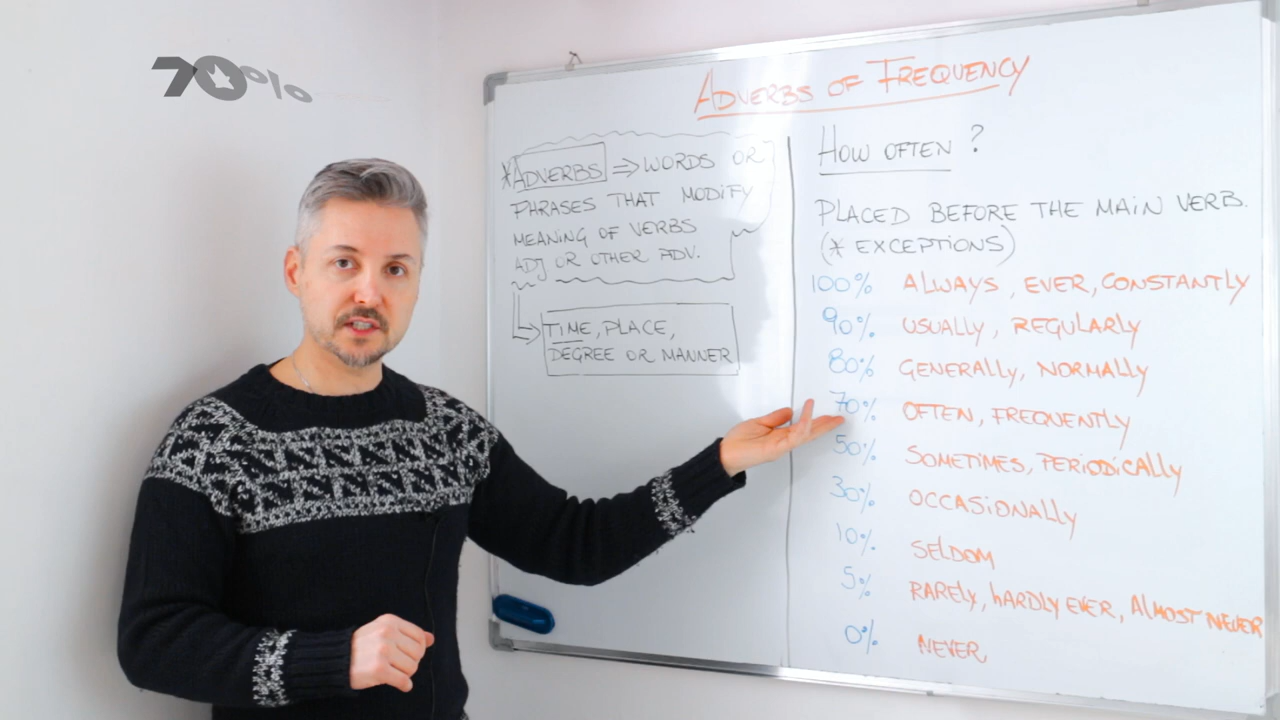 70%
ADVERBS OF FREQUENCY
*ADVERBS ⇒ WORDS OR
PHRASES THAT MODIFY
MEANING OF VERBS
ADJ OR OTHER ADV.
TIME, PLACE,
DEGREE OR MANNER
HOW OFTEN ?
PLACED BEFORE THE MAIN VERB.
(* EXCEPTIONS)
100% ALWAYS, EVER, CONSTANTLY
90% USUALLY, REGULARLY
80% GENERALLY, NORMALLY
70% OFTEN, FREQUENTLY
50% SOMETIMES, PERIODICALLY
30% OCCASIONALLY
10% SELDOM
5% RARELY, HARDLY EVER, ALMOST NEVER
0% NEVER